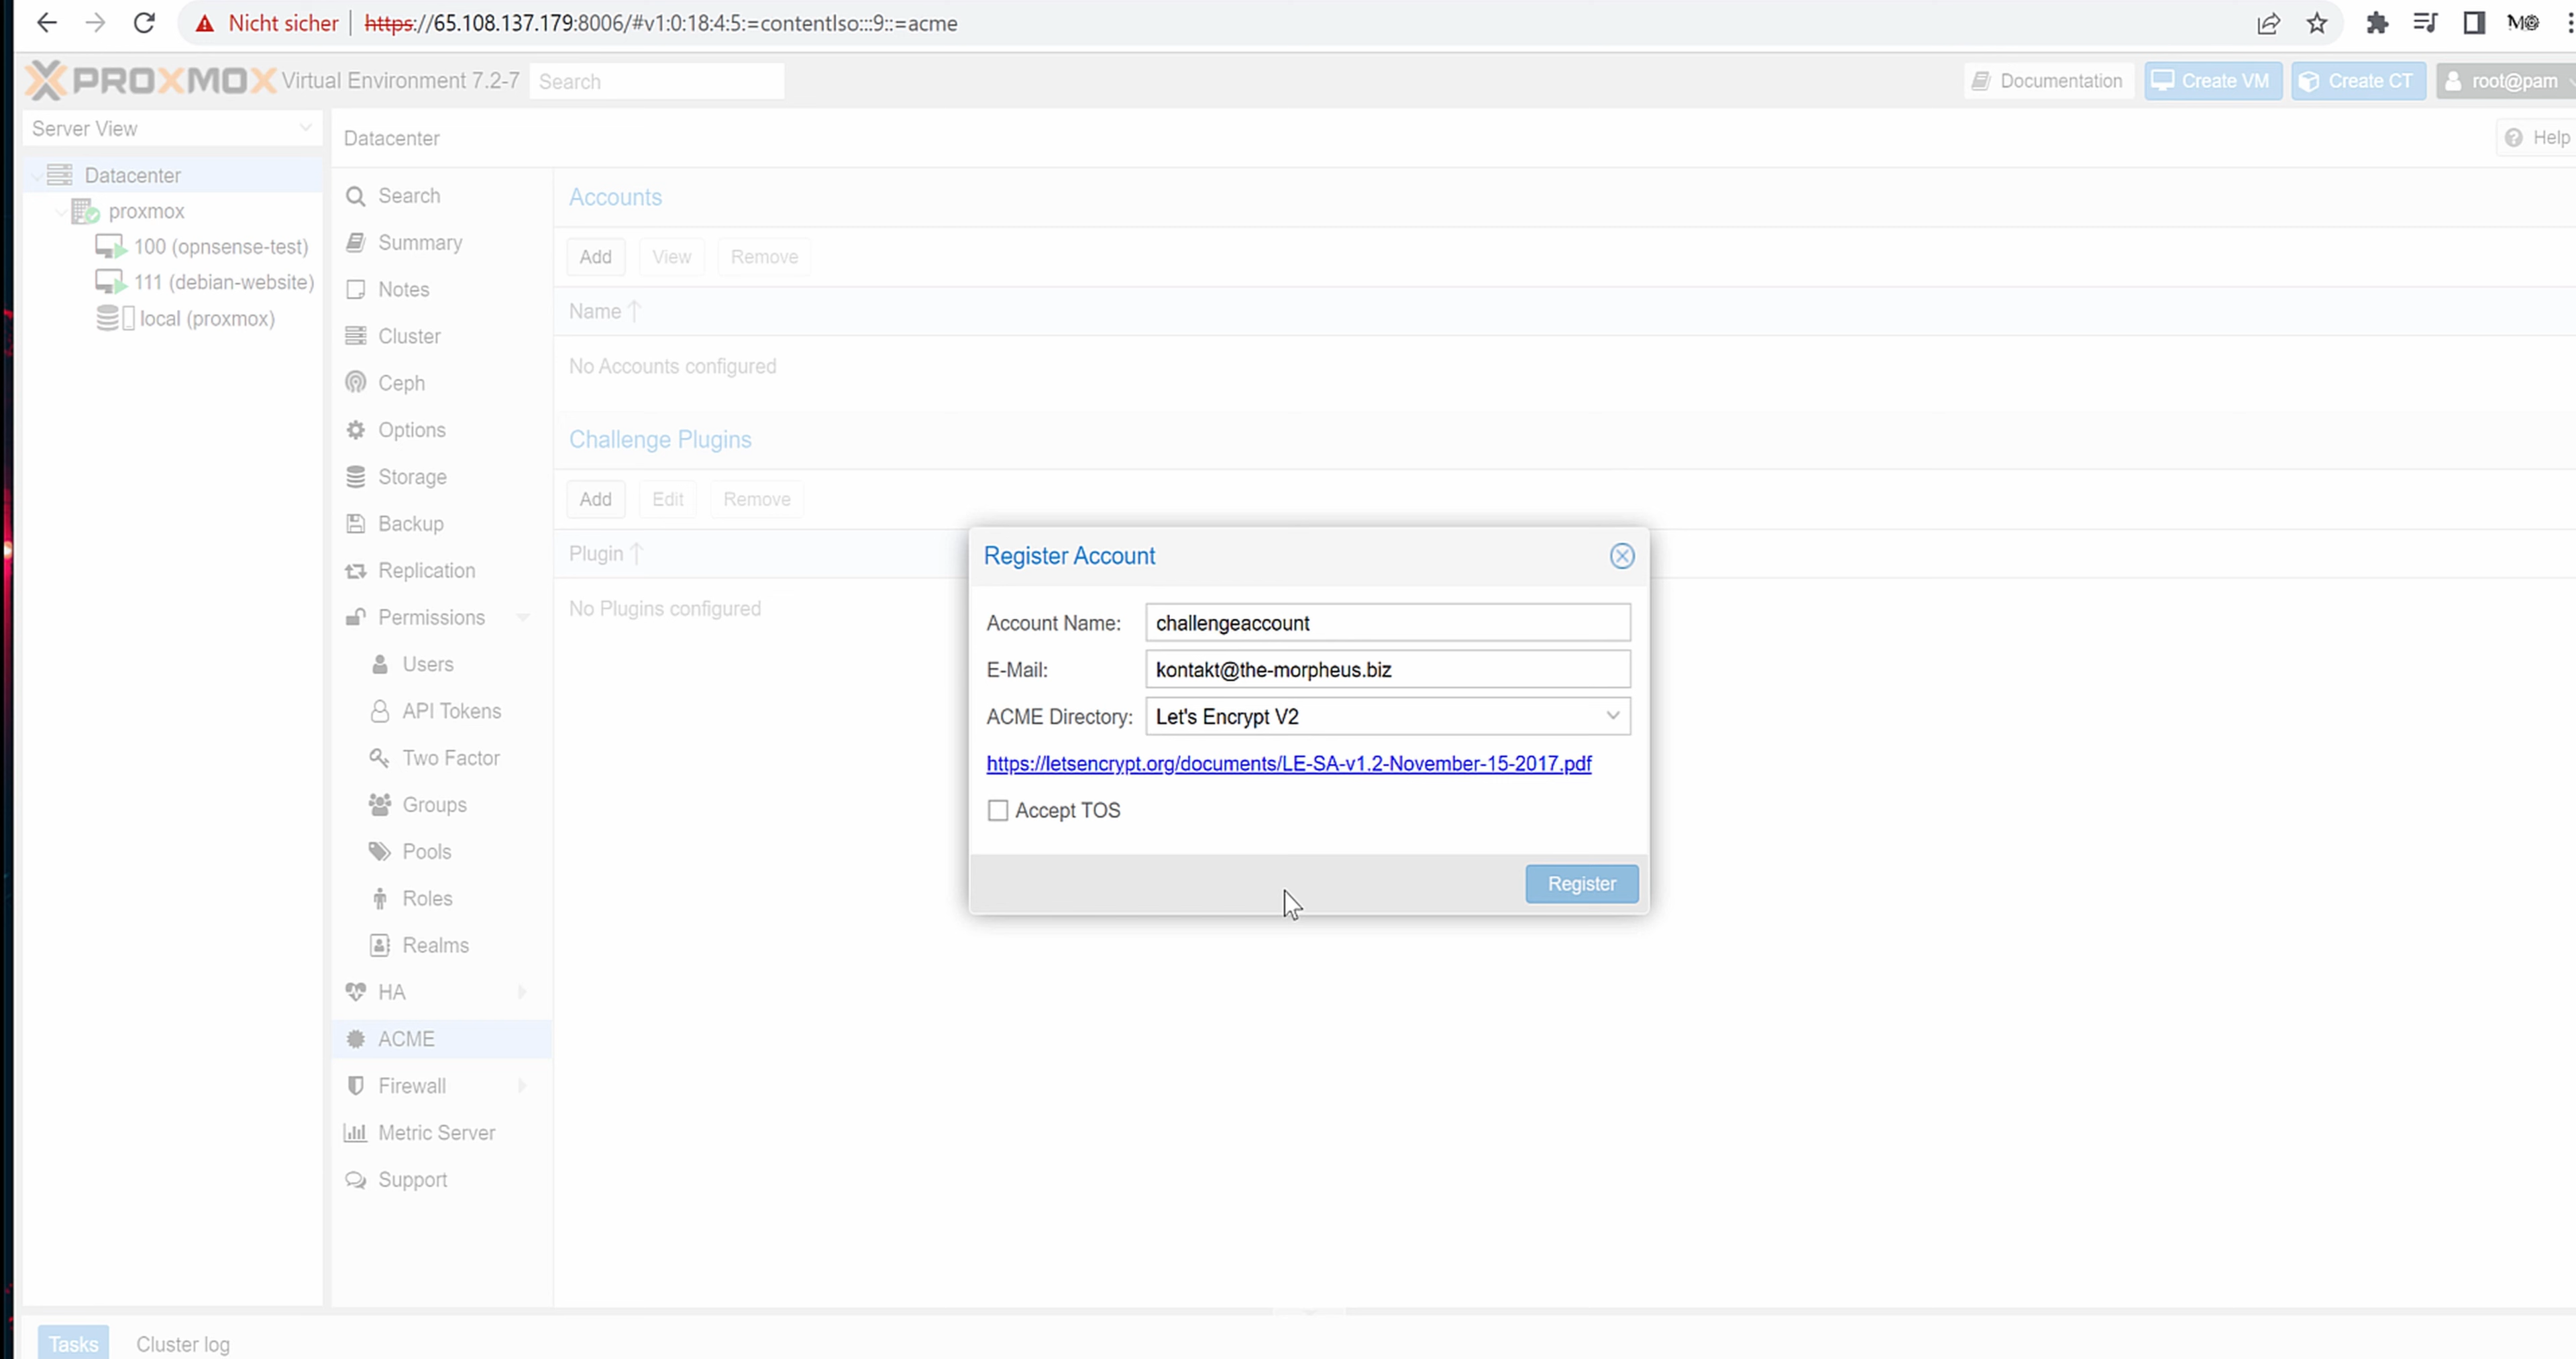 Nicht sicher | https://65.108.137.179:8006/#v1:0:18:4:5:=contentIso:::9::=acme
PROXMOX Virtual Environment 7.2-7 Search Documentation Create VM Create CT root@pam
Server View
Datacenter
Help
Datacenter
proxmox
100 (opnsense-test)
111 (debian-website)
local (proxmox)
Search
Summary
Notes
Cluster
Ceph
Options
Storage
Backup
Replication
Permissions
Users
API Tokens
Two Factor
Groups
Pools
Roles
Realms
HA
ACME
Firewall
Metric Server
Support
Accounts
Add View Remove
Name
No Accounts configured
Challenge Plugins
Add Edit Remove
Plugin
No Plugins configured
Register Account
Account Name: challengeaccount
E-Mail: kontakt@the-morpheus.biz
ACME Directory: Let's Encrypt V2
https://letsencrypt.org/documents/LE-SA-v1.2-November-15-2017.pdf
Accept TOS
Register
Tasks Cluster log